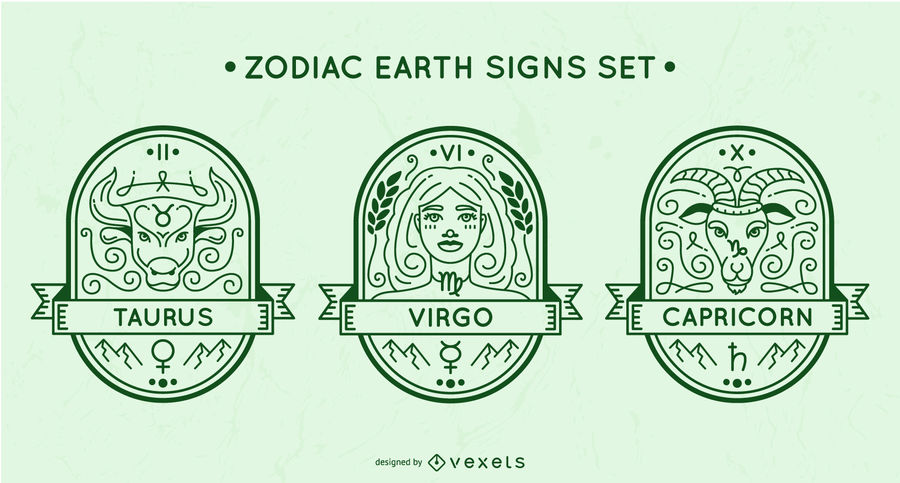 • ZODIAC EARTH SIGNS SET •
•II•
•VI•
•X•
TAURUS
VIRGO
CAPRICORN
designed by vexels